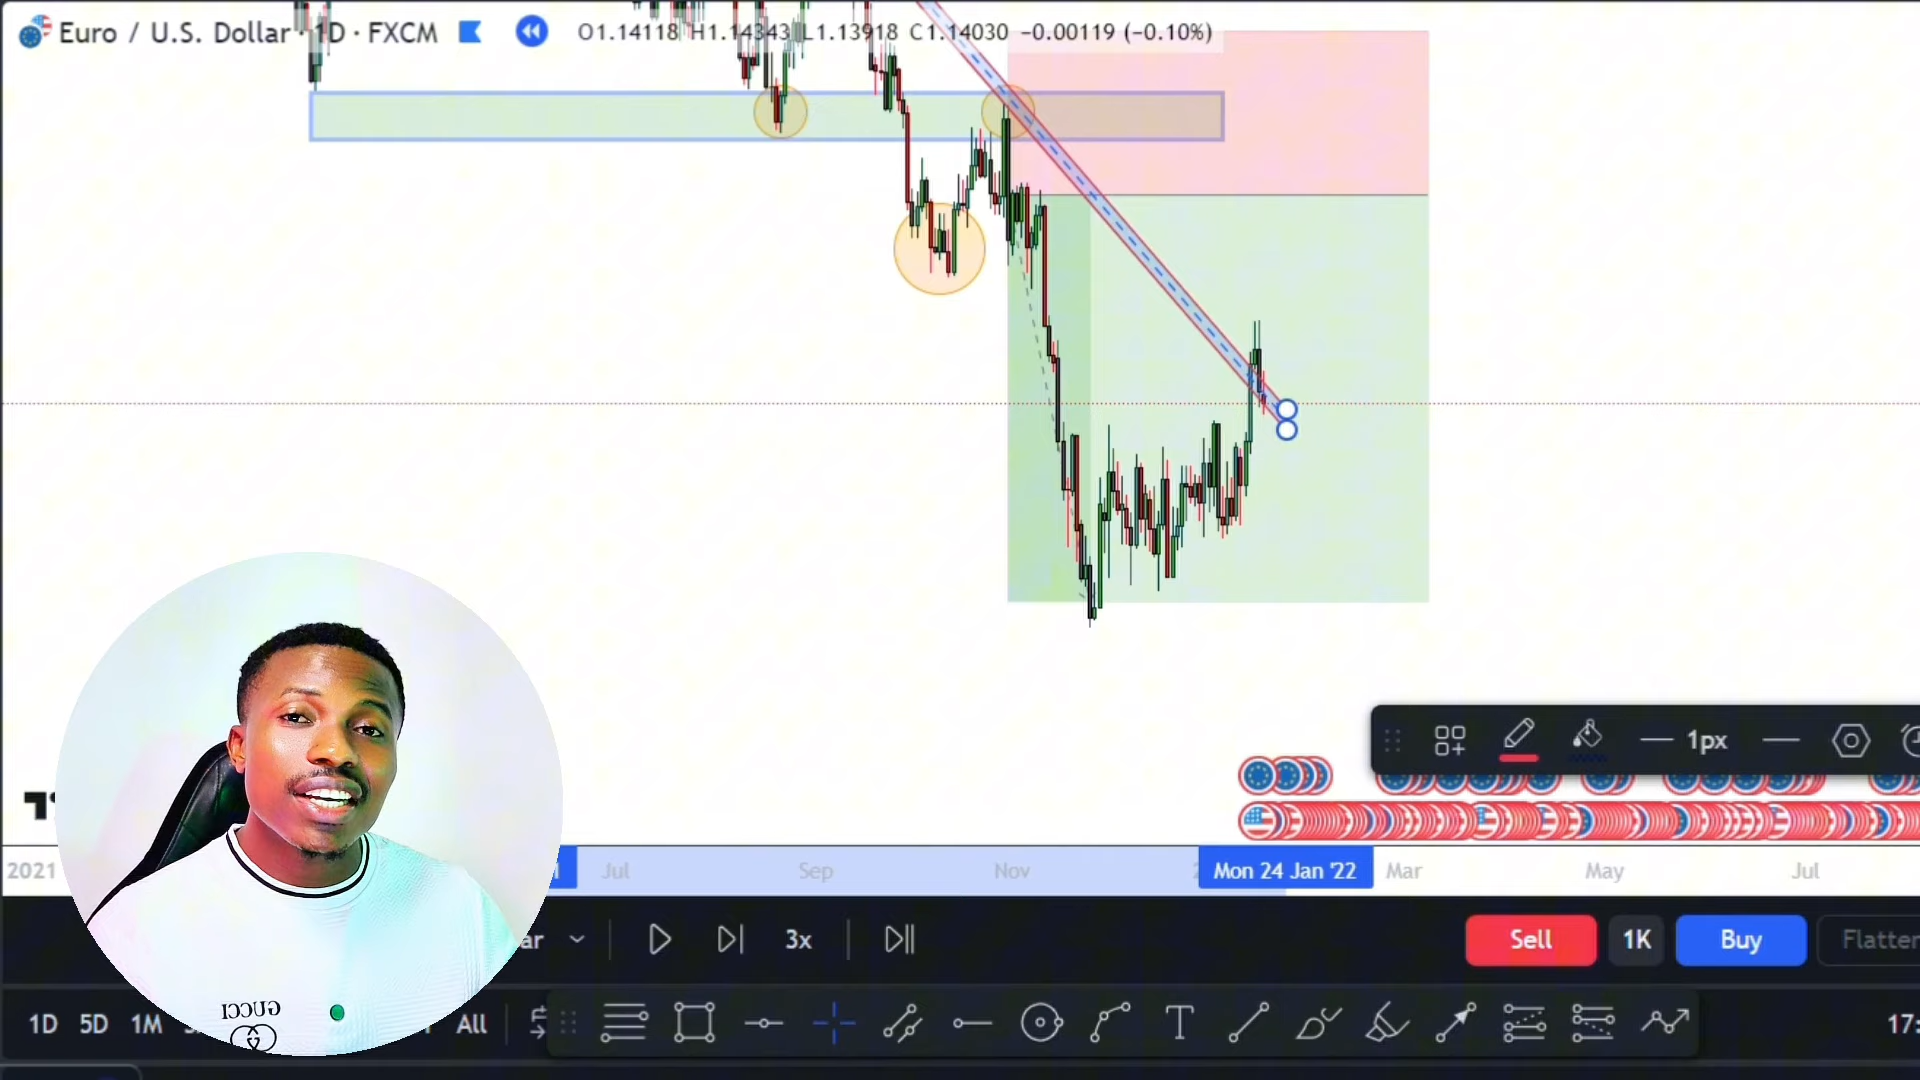 Euro / U.S. Dollar · 1D · FXCM
O1.14118 H1.14343 L1.13918 C1.14030 −0.00119 (−0.10%)
1px
2021
Jul
Sep
Nov
Mon 24 Jan '22
Mar
May
Jul
ar
3x
Sell
1K
Buy
Flatten
1D 5D 1M
All
17:
GUCCI